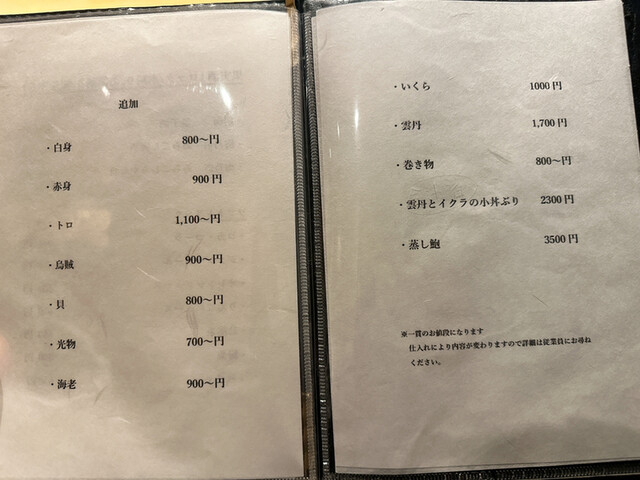 追加
・白身 800〜円
・赤身 900円
・トロ 1,100〜円
・烏賊 900〜円
・貝 800〜円
・光物 700〜円
・海老 900〜円
・いくら 1000円
・雲丹 1,700円
・巻き物 800〜円
・雲丹とイクラの小丼ぶり 2300円
・蒸し鮑 3500円
※一貫のお値段になります
仕入れにより内容が変わりますので詳細は従業員にお尋ね
ください。